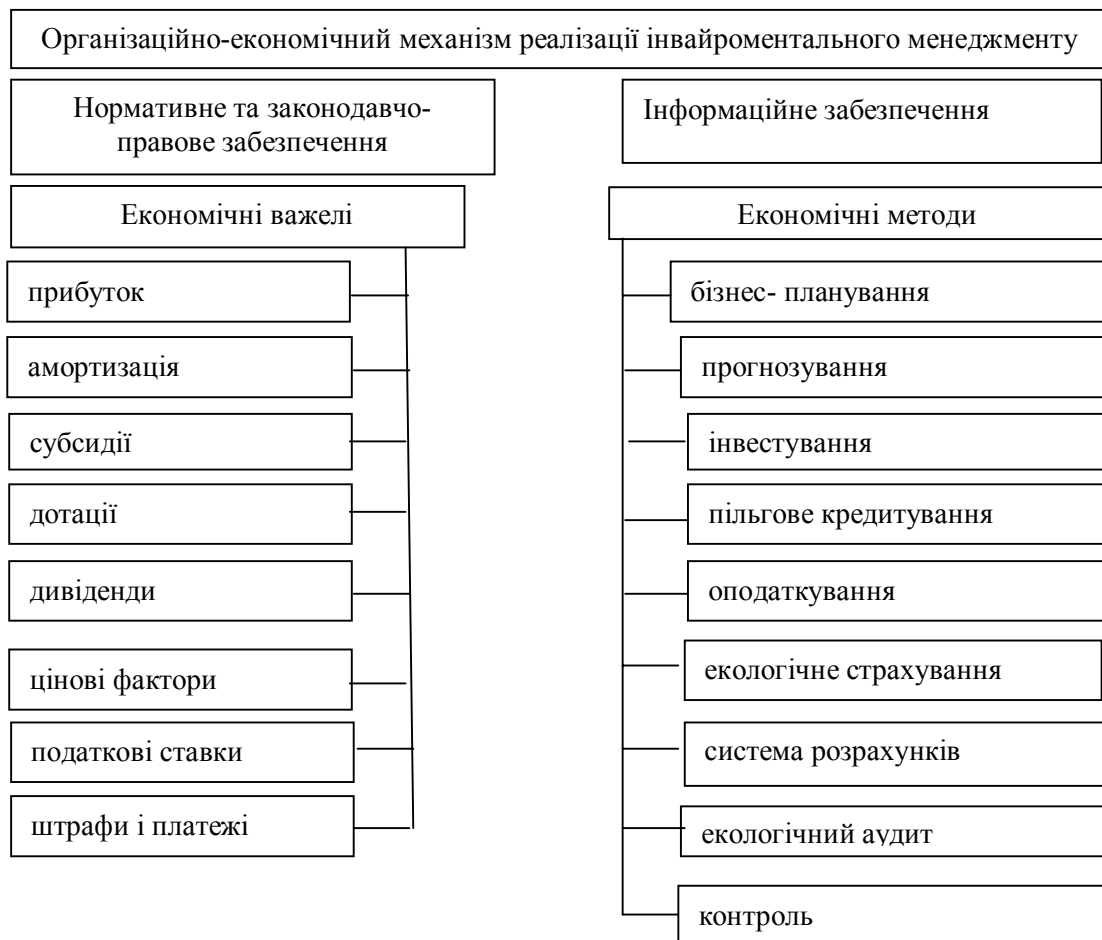 Організаційно-економічний механізм реалізації інвайроментального менеджменту
Нормативне та законодавчо-
правове забезпечення
Інформаційне забезпечення
Економічні важелі
прибуток
амортизація
субсидії
дотації
дивіденди
цінові фактори
податкові ставки
штрафи і платежі
Економічні методи
бізнес- планування
прогнозування
інвестування
пільгове кредитування
оподаткування
екологічне страхування
система розрахунків
екологічний аудит
контроль